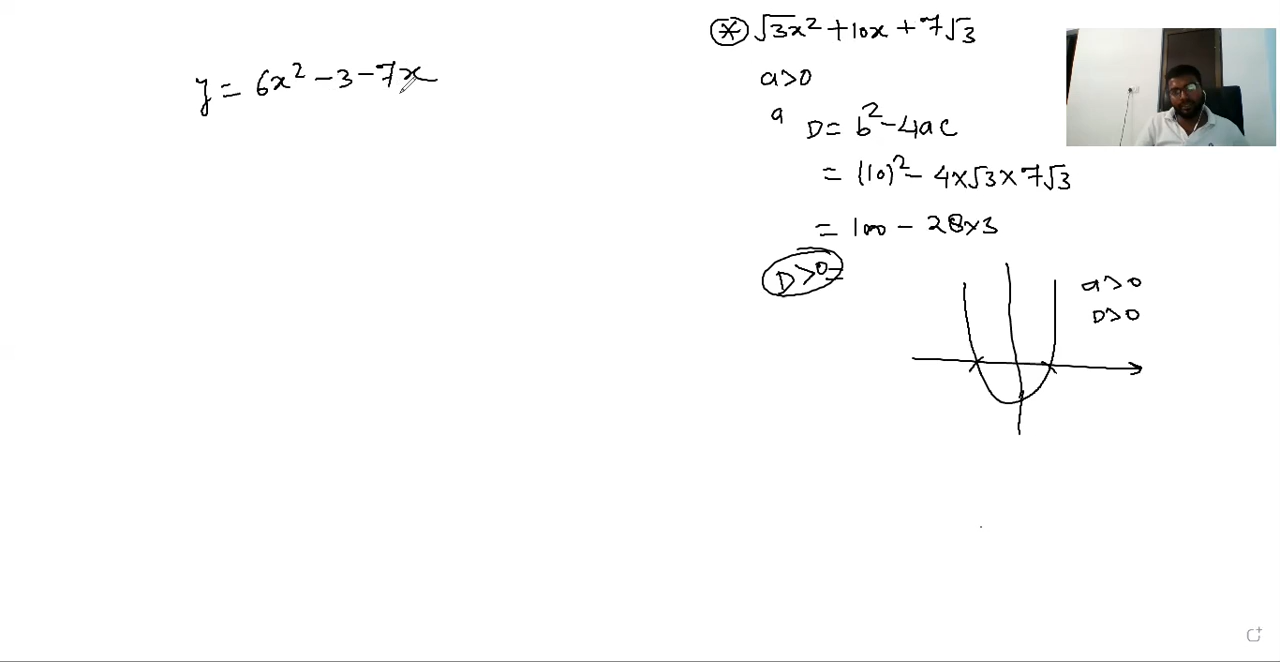 y = 6x² - 3 - 7x
* √3x² + 10x + 7√3
a>0
a
D = b² - 4ac
= (10)² - 4×√3×7√3
= 100 - 28×3
D>0 =
a>0
D>0